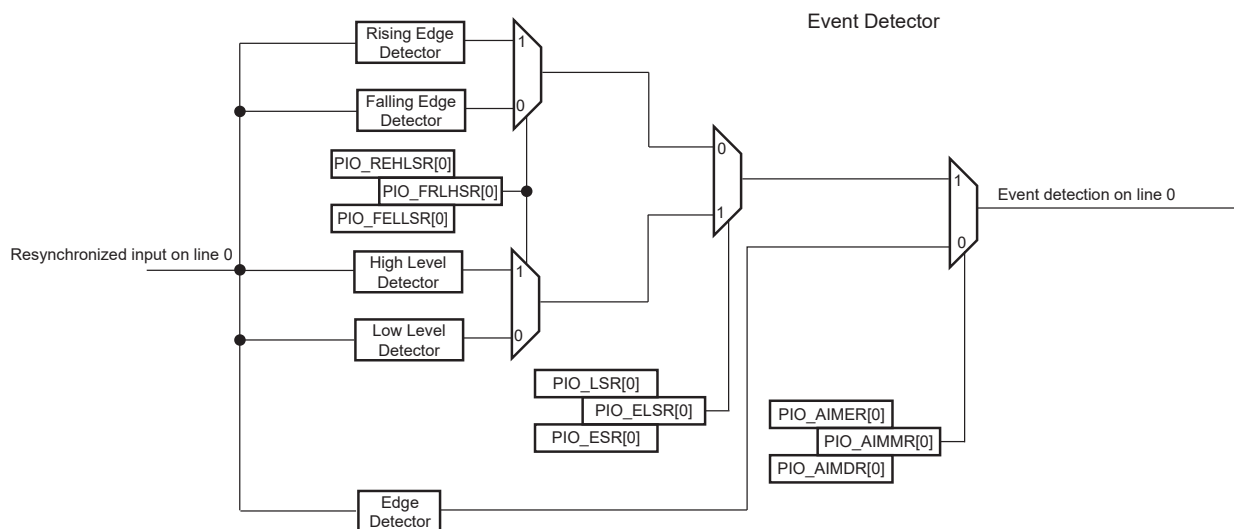 Event Detector
Rising Edge
Detector
1
Falling Edge
Detector
0
0
PIO_REHLSR[0]
PIO_FRLHSR[0]
PIO_FELLSR[0]
1
1
Event detection on line 0
0
Resynchronized input on line 0
High Level
Detector
1
Low Level
Detector
0
PIO_LSR[0]
PIO_ELSR[0]
PIO_ESR[0]
PIO_AIMER[0]
PIO_AIMMR[0]
PIO_AIMDR[0]
Edge
Detector